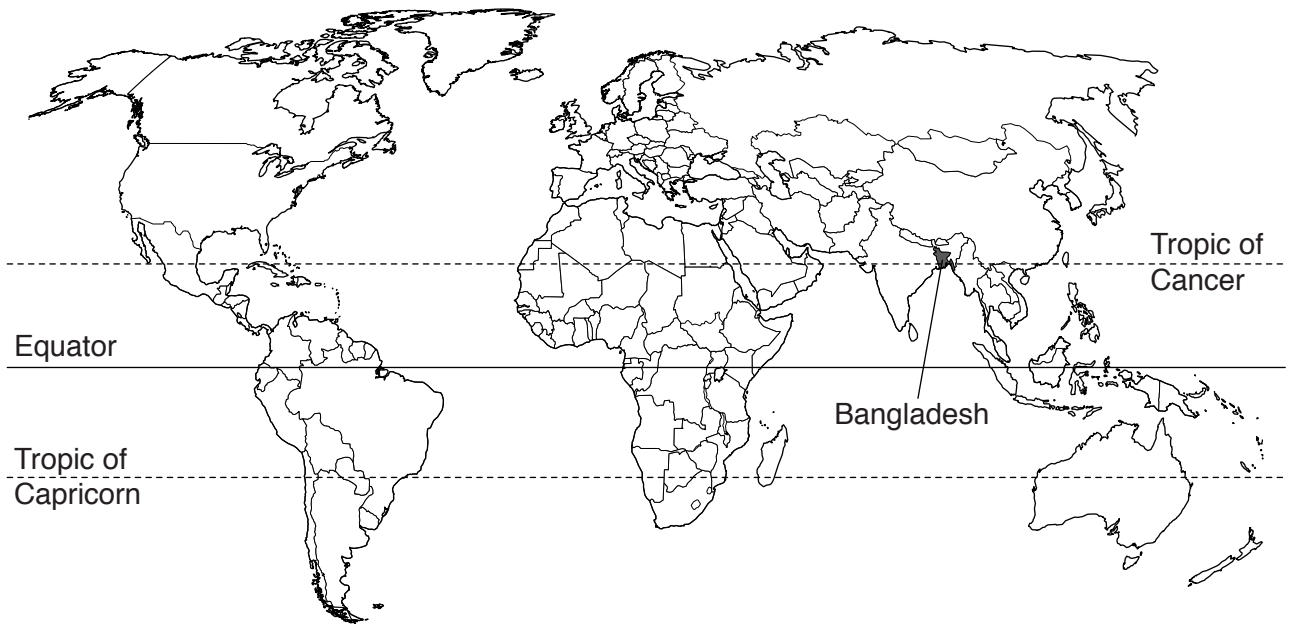 Tropic of
Cancer
Equator
Bangladesh
Tropic of
Capricorn